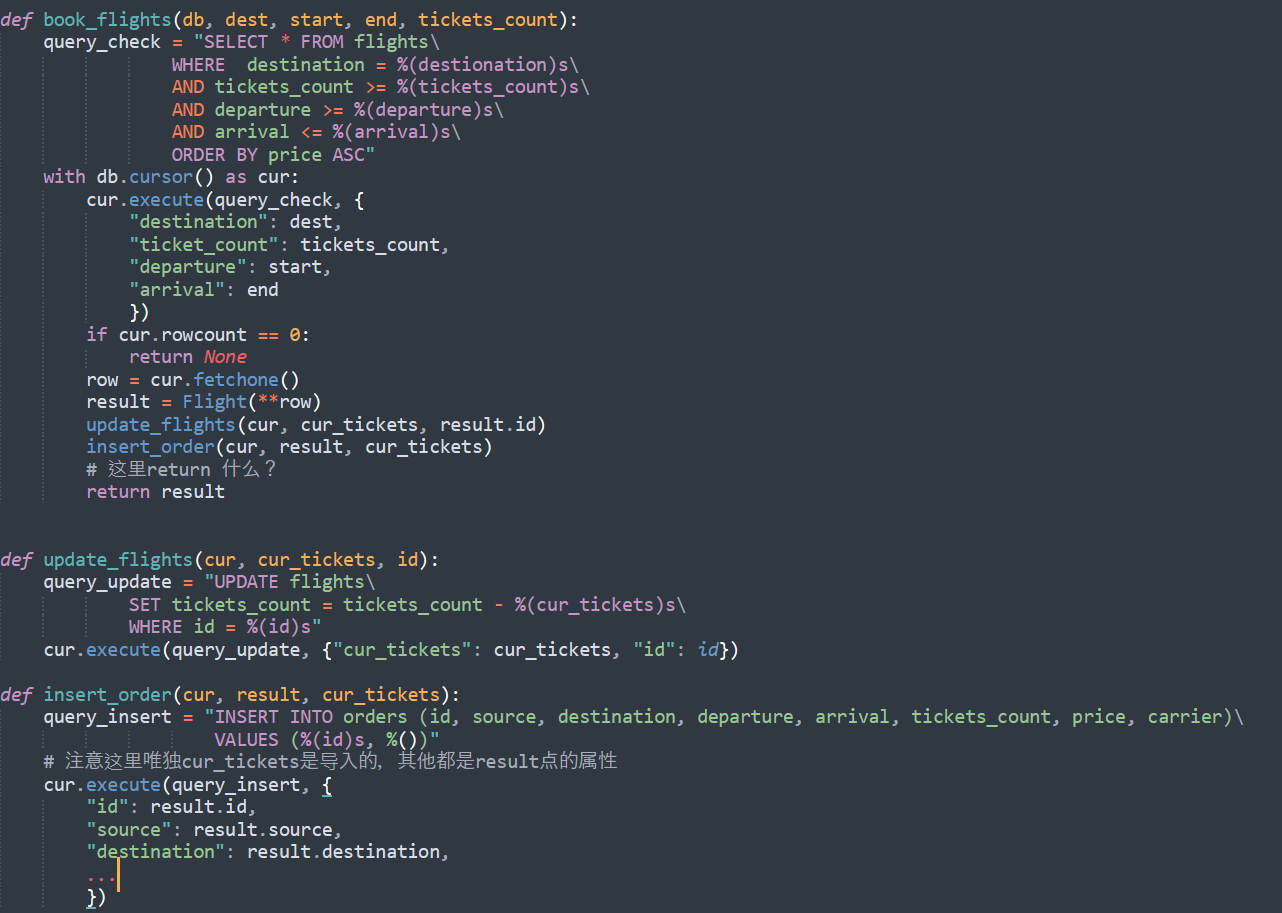 def book_flights(db, dest, start, end, tickets_count):
    query_check = "SELECT * FROM flights\
                WHERE  destination = %(destionation)s\
                AND tickets_count >= %(tickets_count)s\
                AND departure >= %(departure)s\
                AND arrival <= %(arrival)s\
                ORDER BY price ASC"
    with db.cursor() as cur:
        cur.execute(query_check, {
            "destination": dest,
            "ticket_count": tickets_count,
            "departure": start,
            "arrival": end
            })
        if cur.rowcount == 0:
            return None
        row = cur.fetchone()
        result = Flight(**row)
        update_flights(cur, cur_tickets, result.id)
        insert_order(cur, result, cur_tickets)
        # 这里return 什么？
        return result
def update_flights(cur, cur_tickets, id):
    query_update = "UPDATE flights\
            SET tickets_count = tickets_count - %(cur_tickets)s\
            WHERE id = %(id)s"
    cur.execute(query_update, {"cur_tickets": cur_tickets, "id": id})
def insert_order(cur, result, cur_tickets):
    query_insert = "INSERT INTO orders (id, source, destination, departure, arrival, tickets_count, price, carrier)\
                    VALUES (%(id)s, %())"
    # 注意这里唯独cur_tickets是导入的，其他都是result点的属性
    cur.execute(query_insert, {
        "id": result.id,
        "source": result.source,
        "destination": result.destination,
        ...
        })